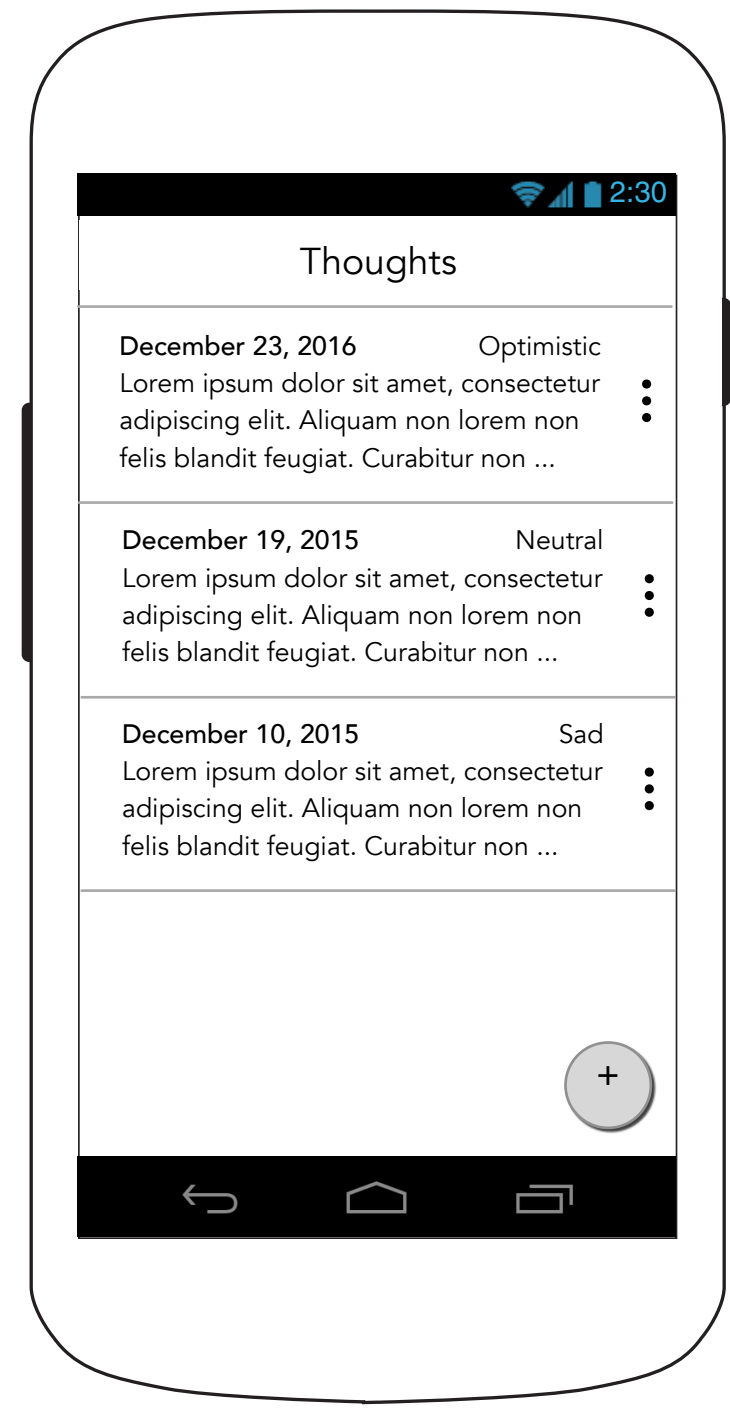 2:30
Thoughts
December 23, 2016 Optimistic
Lorem ipsum dolor sit amet, consectetur
adipiscing elit. Aliquam non lorem non
felis blandit feugiat. Curabitur non ...
December 19, 2015 Neutral
Lorem ipsum dolor sit amet, consectetur
adipiscing elit. Aliquam non lorem non
felis blandit feugiat. Curabitur non ...
December 10, 2015 Sad
Lorem ipsum dolor sit amet, consectetur
adipiscing elit. Aliquam non lorem non
felis blandit feugiat. Curabitur non ...
+